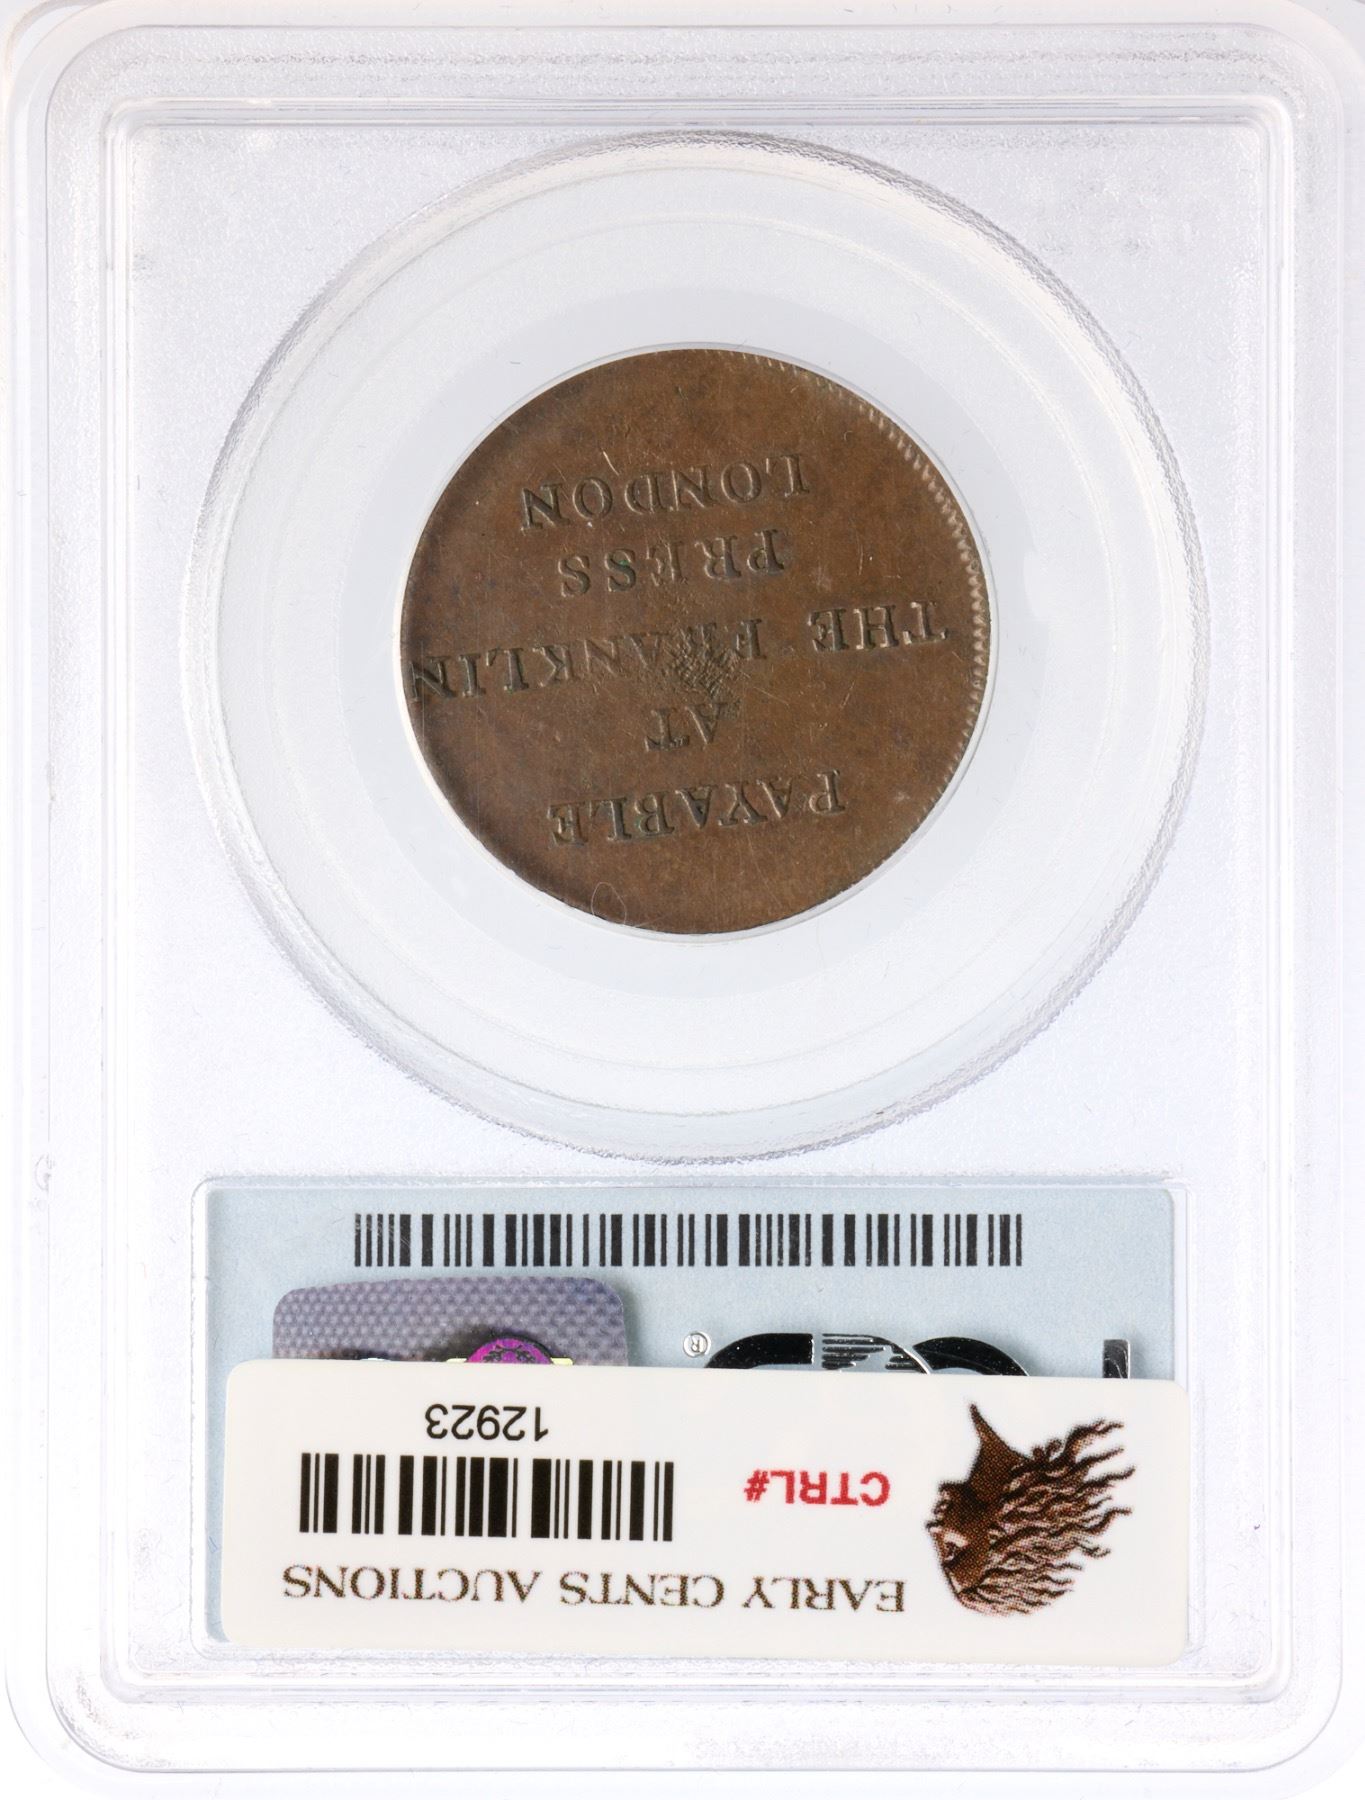 EARLY CENTS AUCTIONS
CTRL#
12923
®
PAYABLE
AT
THE FRANKLIN
PRESS
LONDON